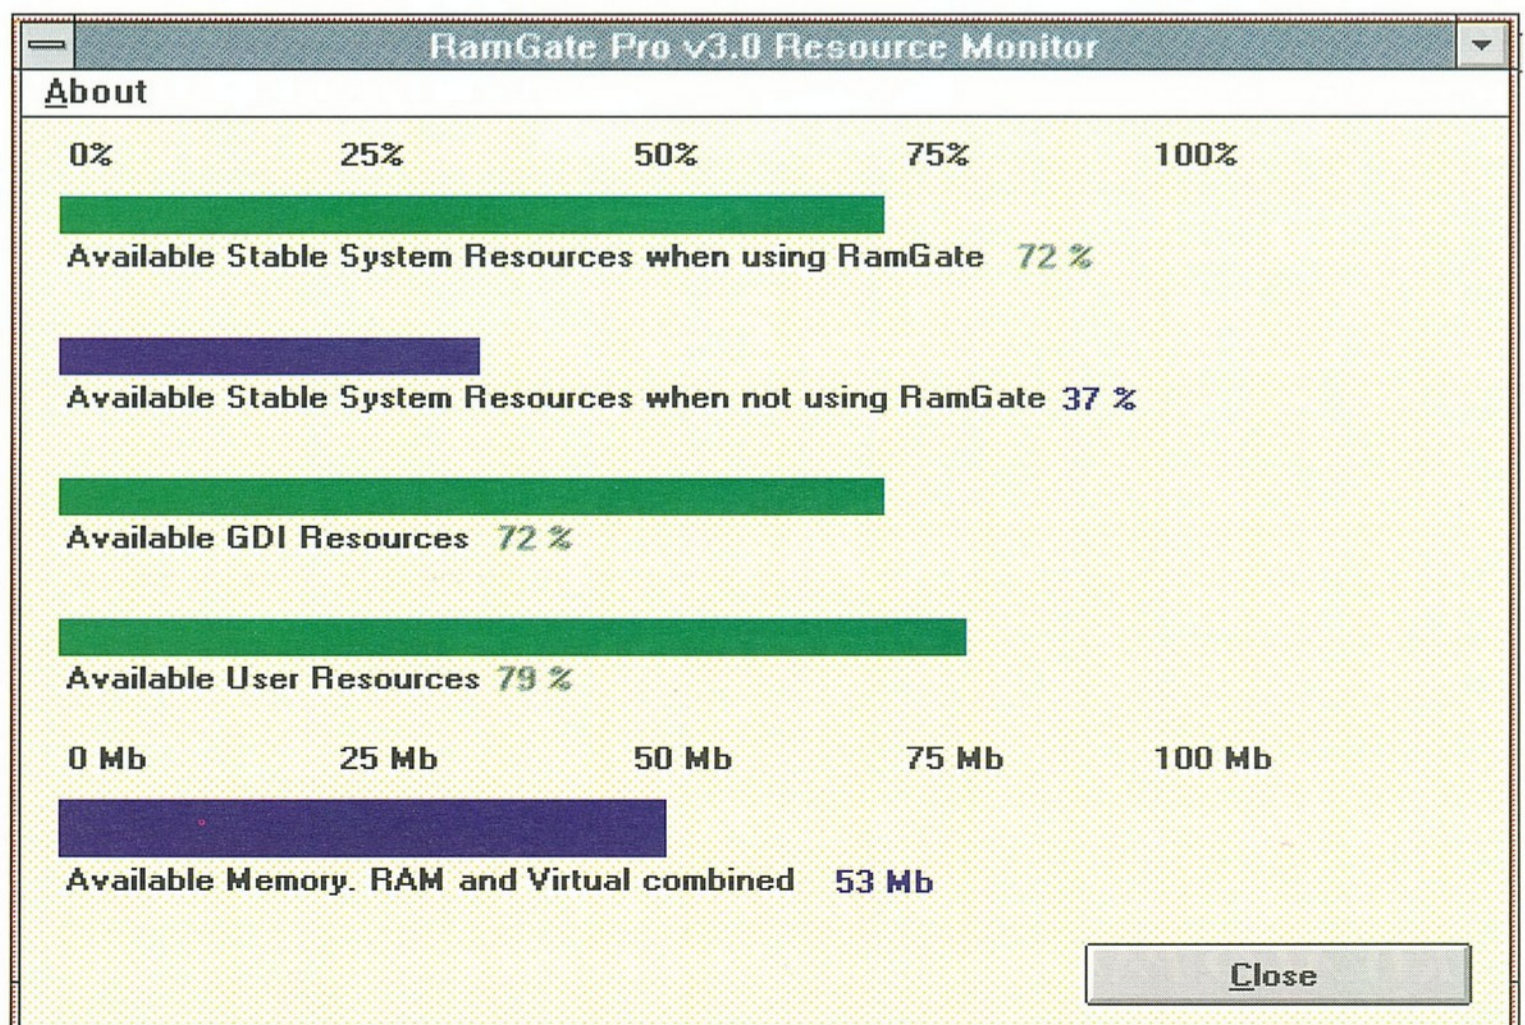 RamGate Pro v3.0 Resource Monitor
About
0% 25% 50% 75% 100%
Available Stable System Resources when using RamGate 72 %
Available Stable System Resources when not using RamGate 37 %
Available GDI Resources 72 %
Available User Resources 79 %
0 Mb 25 Mb 50 Mb 75 Mb 100 Mb
Available Memory. RAM and Virtual combined 53 Mb
Close